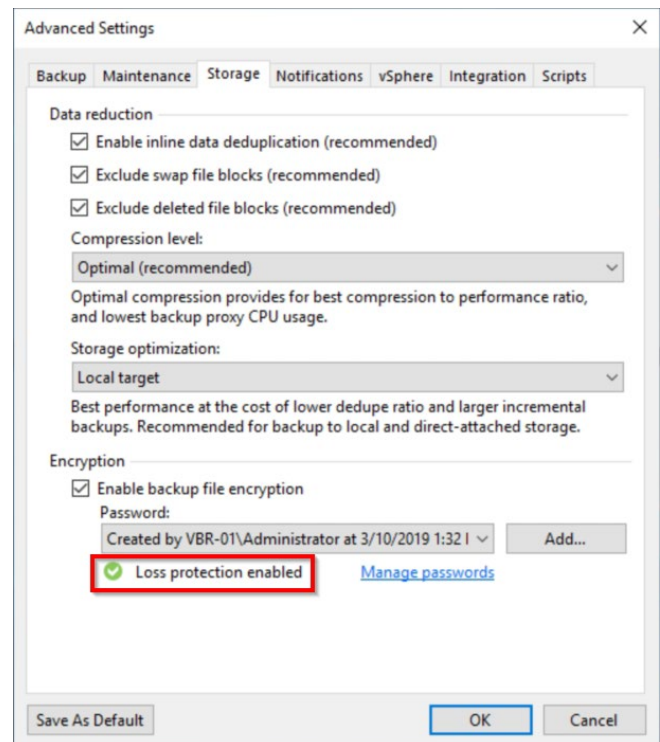 Advanced Settings
Backup Maintenance Storage Notifications vSphere Integration Scripts
Data reduction
Enable inline data deduplication (recommended)
Exclude swap file blocks (recommended)
Exclude deleted file blocks (recommended)
Compression level:
Optimal (recommended)
Optimal compression provides for best compression to performance ratio,
and lowest backup proxy CPU usage.
Storage optimization:
Local target
Best performance at the cost of lower dedupe ratio and larger incremental
backups. Recommended for backup to local and direct-attached storage.
Encryption
Enable backup file encryption
Password:
Created by VBR-01\Administrator at 3/10/2019 1:32 Add...
Loss protection enabled Manage passwords
Save As Default OK Cancel